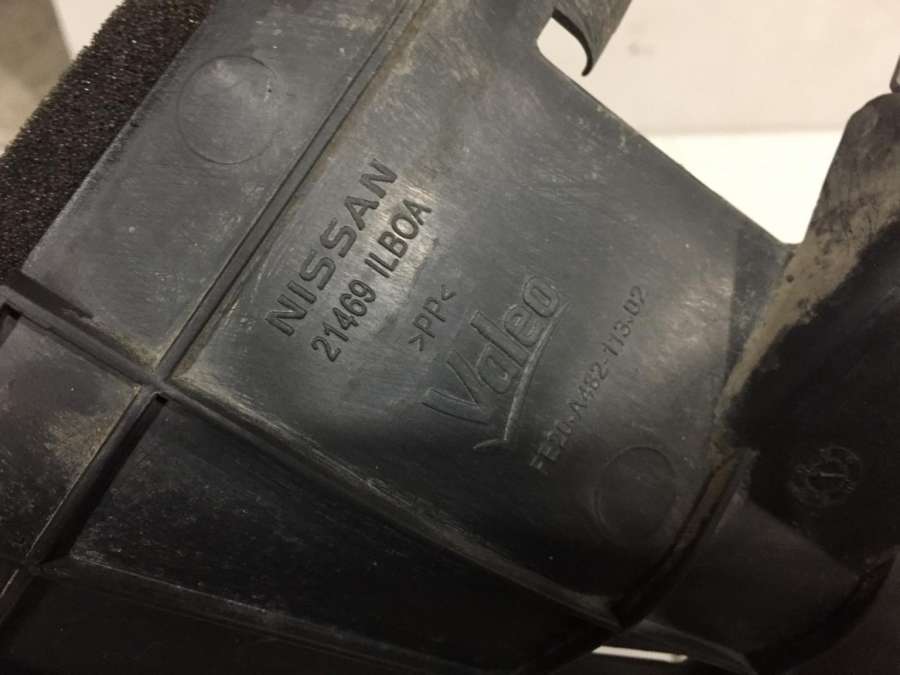 NISSAN
21469 1LB0A
>PP<
Valeo
FE20-A482-113-02